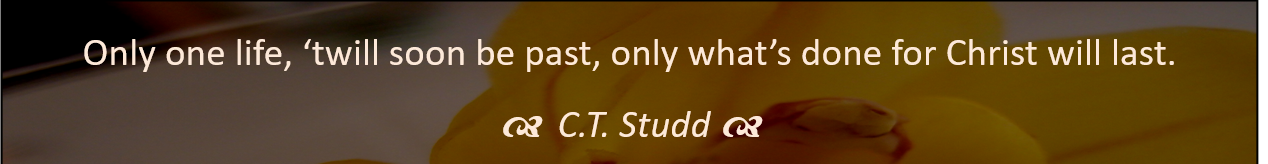 Only one life, ‘twill soon be past, only what’s done for Christ will last.
C.T. Studd